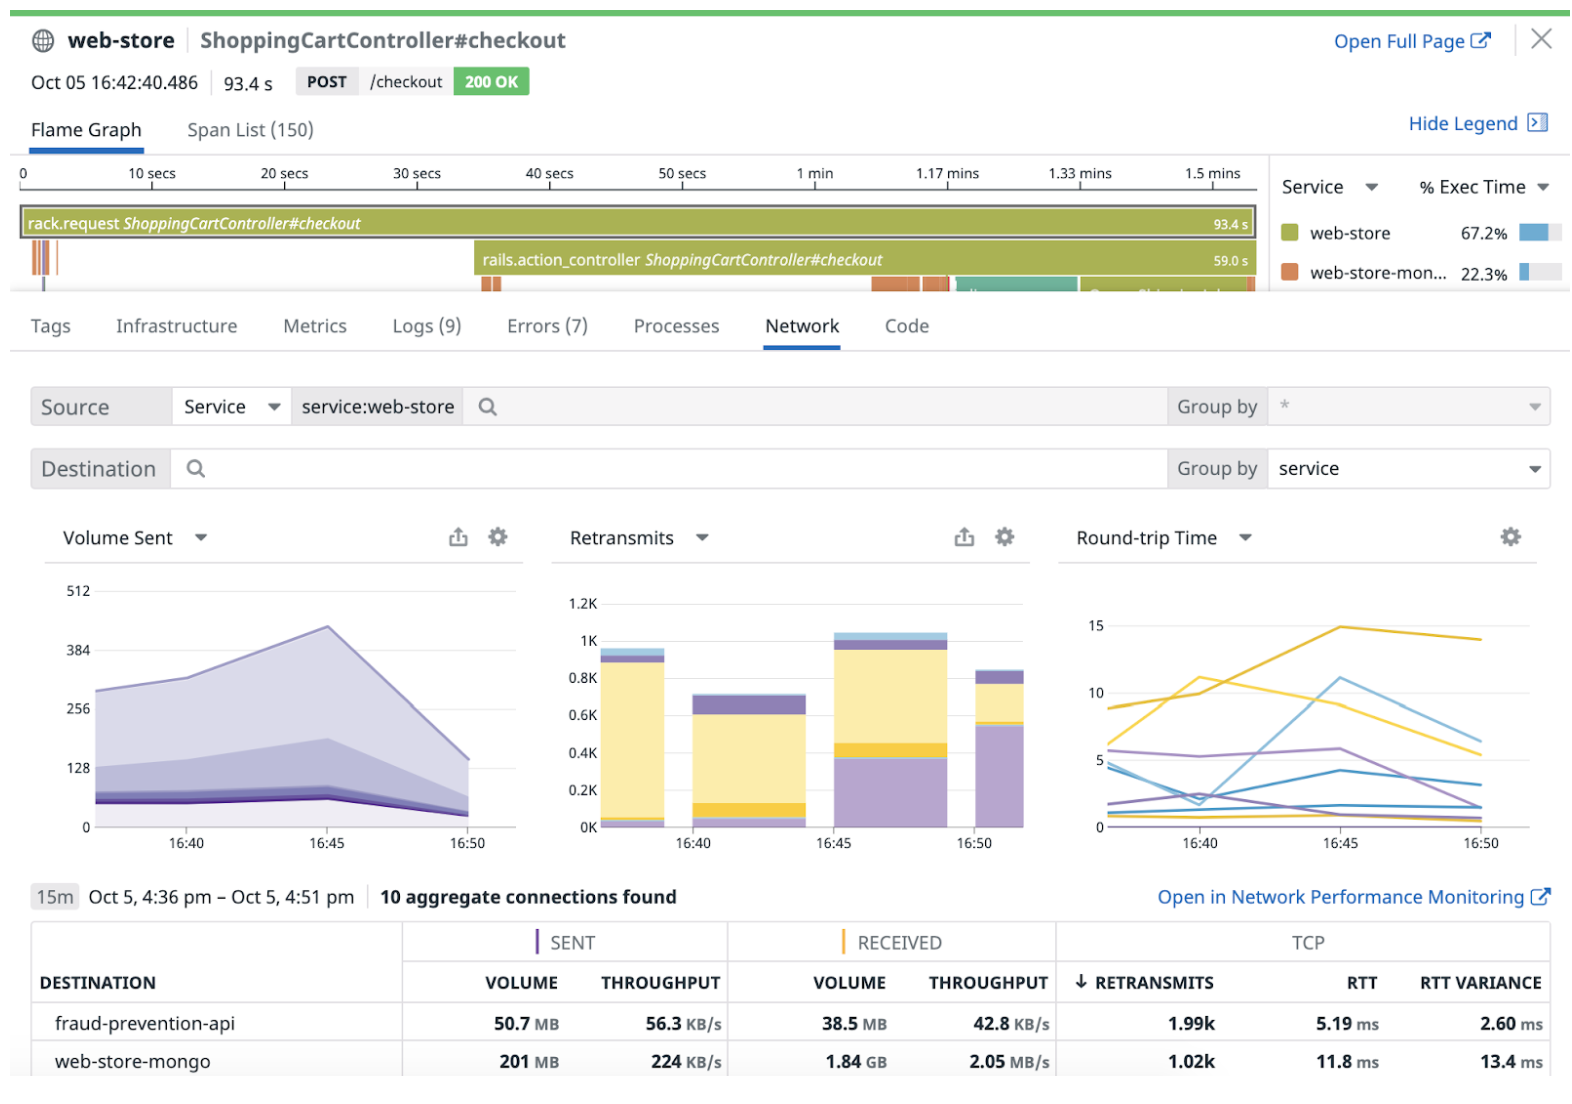 web-store ShoppingCartController#checkout Open Full Page
Oct 05 16:42:40.486 93.4 s POST /checkout 200 OK
Flame Graph Span List (150) Hide Legend
0 10 secs 20 secs 30 secs 40 secs 50 secs 1 min 1.17 mins 1.33 mins 1.5 mins
Service % Exec Time
rack.request ShoppingCartController#checkout 93.4 s
web-store 67.2%
rails.action_controller ShoppingCartController#checkout 59.0 s
web-store-mon... 22.3%
Tags Infrastructure Metrics Logs (9) Errors (7) Processes Network Code
Source Service service:web-store Group by *
Destination Group by service
Volume Sent Retransmits Round-trip Time
512
384
256
128
0
16:40 16:45 16:50
1.2K
1K
0.8K
0.6K
0.4K
0.2K
0K
16:40 16:45 16:50
15
10
5
0
16:40 16:45 16:50
15m Oct 5, 4:36 pm – Oct 5, 4:51 pm 10 aggregate connections found Open in Network Performance Monitoring
SENT RECEIVED TCP
DESTINATION VOLUME THROUGHPUT VOLUME THROUGHPUT ↓ RETRANSMITS RTT RTT VARIANCE
fraud-prevention-api 50.7 MB 56.3 KB/s 38.5 MB 42.8 KB/s 1.99k 5.19 ms 2.60 ms
web-store-mongo 201 MB 224 KB/s 1.84 GB 2.05 MB/s 1.02k 11.8 ms 13.4 ms